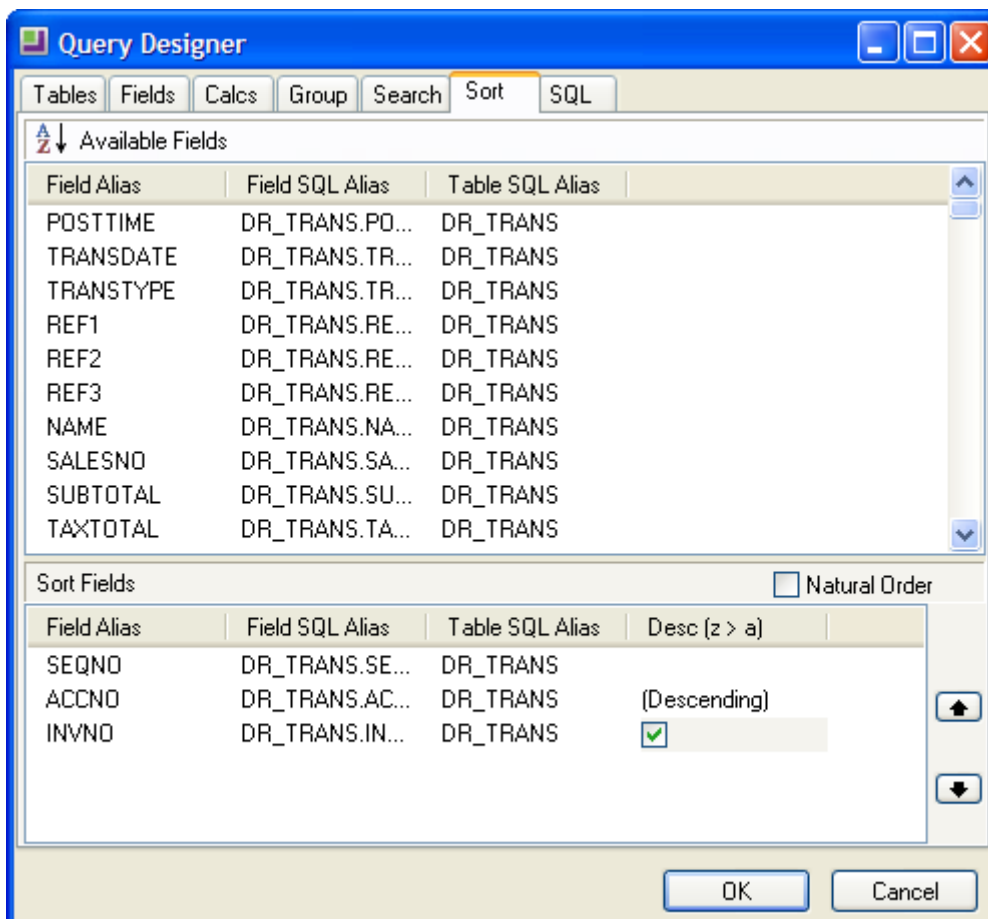 Query Designer
Tables Fields Calcs Group Search Sort SQL
A Z Available Fields
Field Alias Field SQL Alias Table SQL Alias
POSTTIME DR_TRANS.PO... DR_TRANS
TRANSDATE DR_TRANS.TR... DR_TRANS
TRANSTYPE DR_TRANS.TR... DR_TRANS
REF1 DR_TRANS.RE... DR_TRANS
REF2 DR_TRANS.RE... DR_TRANS
REF3 DR_TRANS.RE... DR_TRANS
NAME DR_TRANS.NA... DR_TRANS
SALESNO DR_TRANS.SA... DR_TRANS
SUBTOTAL DR_TRANS.SU... DR_TRANS
TAXTOTAL DR_TRANS.TA... DR_TRANS
Sort Fields Natural Order
Field Alias Field SQL Alias Table SQL Alias Desc (z > a)
SEQNO DR_TRANS.SE... DR_TRANS
ACCNO DR_TRANS.AC... DR_TRANS (Descending)
INVNO DR_TRANS.IN... DR_TRANS
OK Cancel